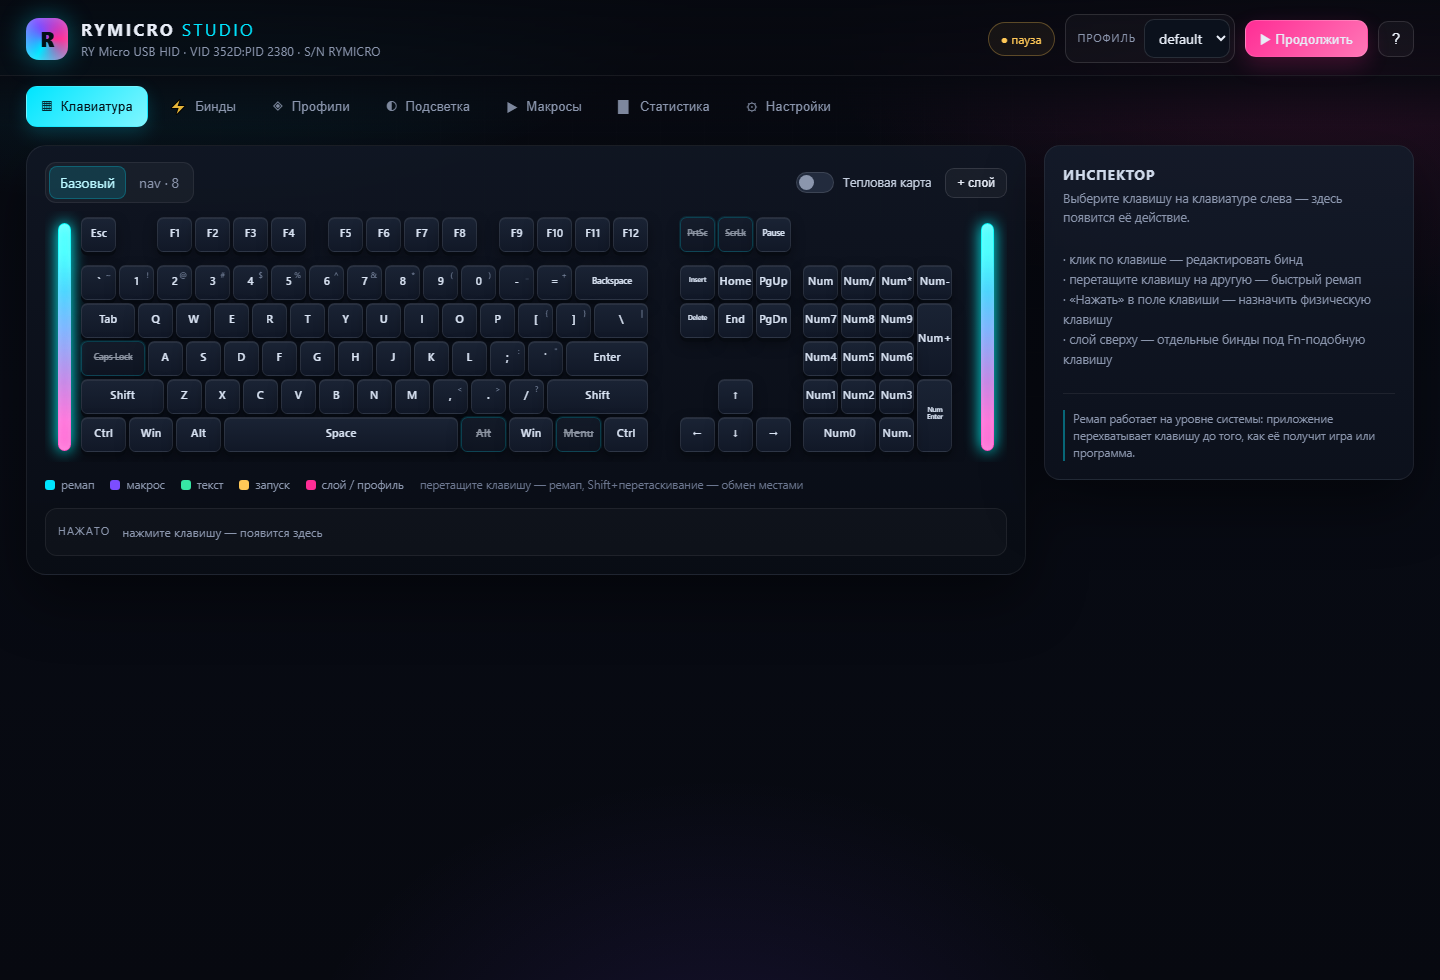 R
RYMICRO STUDIO
RY Micro USB HID · VID 352D:PID 2380 · S/N RYMICRO
● пауза
ПРОФИЛЬ default
▶ Продолжить
?
▦ Клавиатура
⚡ Бинды
◈ Профили
◐ Подсветка
▶ Макросы
█ Статистика
⚙ Настройки
Базовый nav · 8
Тепловая карта + слой
Esc F1 F2 F3 F4 F5 F6 F7 F8 F9 F10 F11 F12 PrtSc ScrLk Pause
` ~ 1 ! 2 @ 3 # 4 $ 5 % 6 ^ 7 & 8 * 9 ( 0 ) - = + Backspace Insert Home PgUp Num Num/ Num* Num-
Tab Q W E R T Y U I O P [ { ] } \ | Delete End PgDn Num7 Num8 Num9 Num+
Caps Lock A S D F G H J K L ; : ' " Enter Num4 Num5 Num6
Shift Z X C V B N M , < . > / ? Shift ↑ Num1 Num2 Num3 Num Enter
Ctrl Win Alt Space Alt Win Menu Ctrl ← ↓ → Num0 Num.
ремап макрос текст запуск слой / профиль перетащите клавишу — ремап, Shift+перетаскивание — обмен местами
НАЖАТО нажмите клавишу — появится здесь
ИНСПЕКТОР
Выберите клавишу на клавиатуре слева — здесь
появится её действие.
· клик по клавише — редактировать бинд
· перетащите клавишу на другую — быстрый ремап
· «Нажать» в поле клавиши — назначить физическую
клавишу
· слой сверху — отдельные бинды под Fn-подобную
клавишу
Ремап работает на уровне системы: приложение
перехватывает клавишу до того, как её получит игра или
программа.